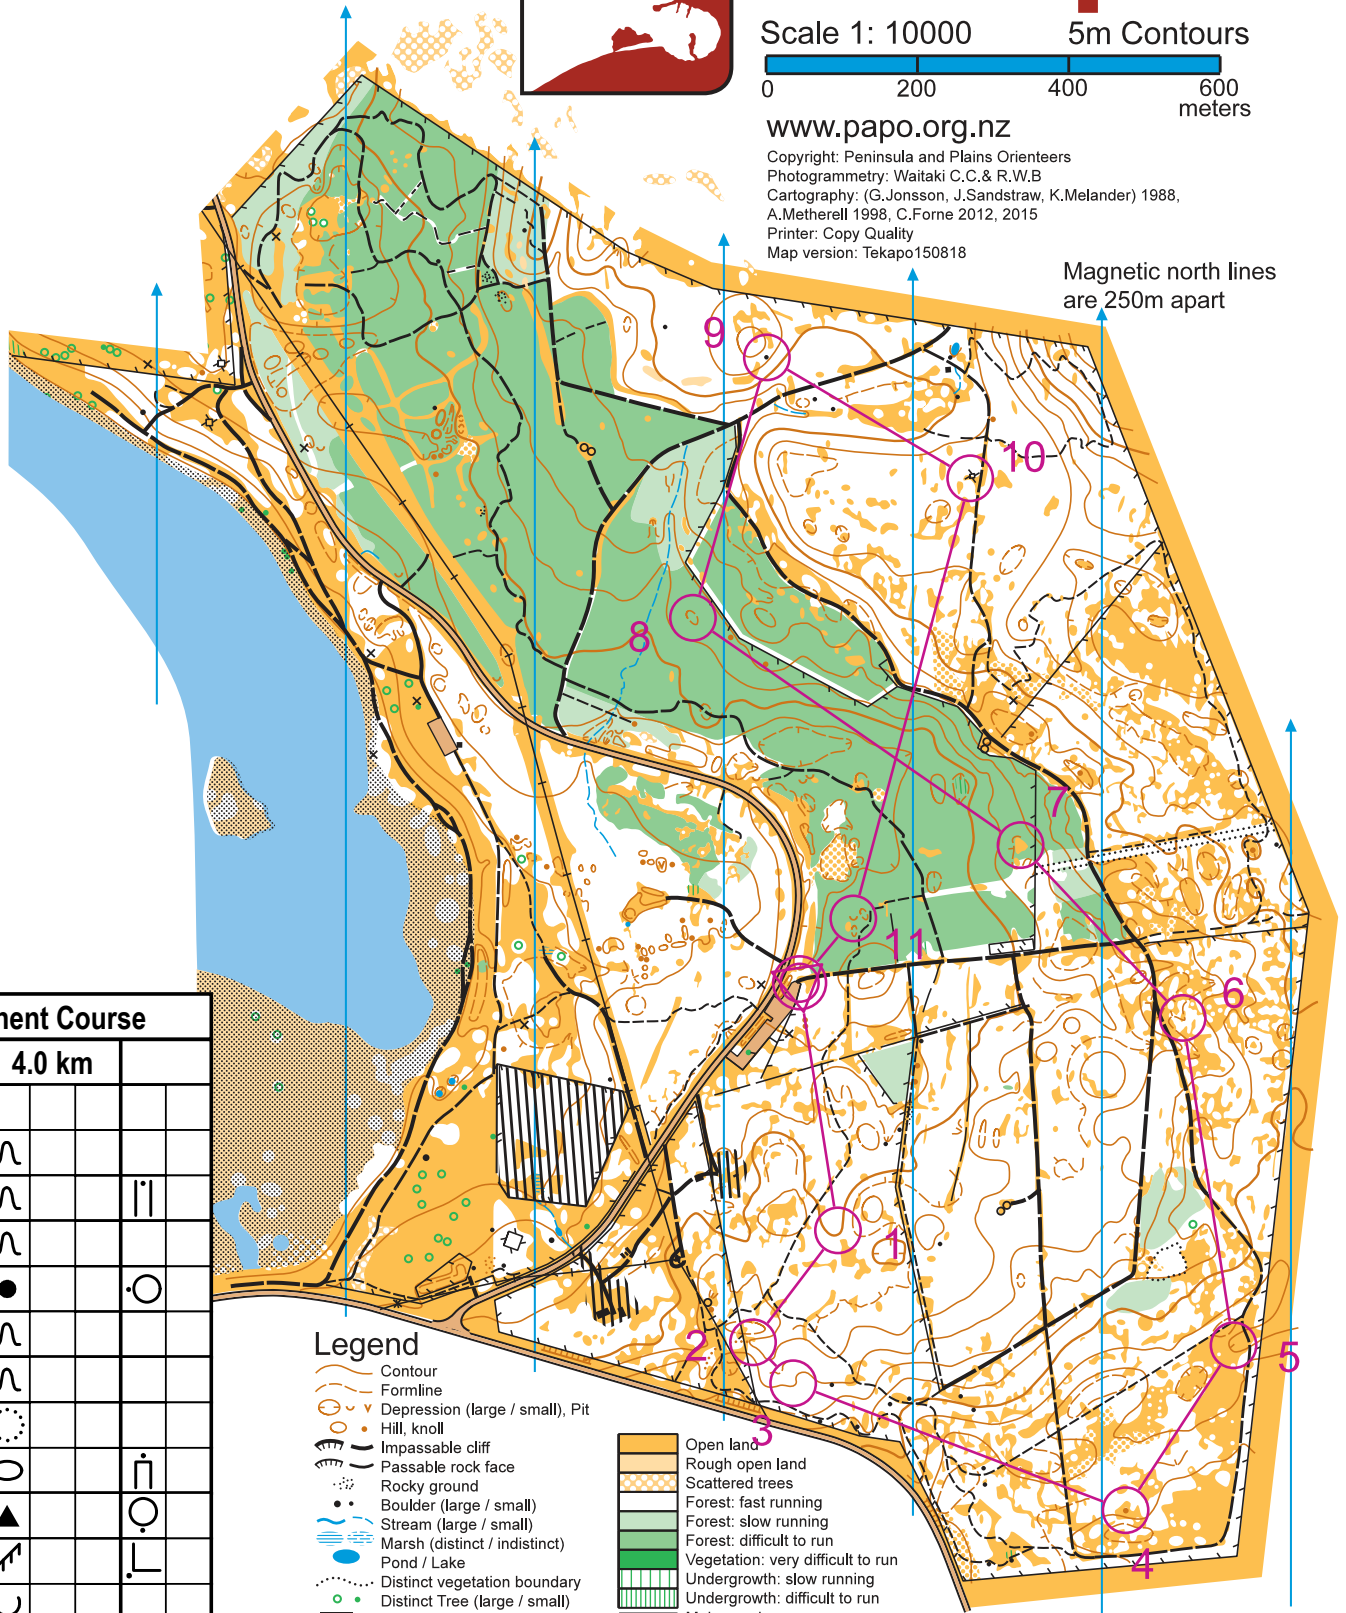 Scale 1: 10000
5m Contours
0
200
400
600
meters
www.papo.org.nz
Copyright: Peninsula and Plains Orienteers
Photogrammetry: Waitaki C.C.& R.W.B
Cartography: (G.Jonsson, J.Sandstraw, K.Melander) 1988,
A.Metherell 1998, C.Forne 2012, 2015
Printer: Copy Quality
Map version: Tekapo150818
Magnetic north lines
are 250m apart
9
10
8
7
11
6
1
2
5
3
4
ment Course
4.0 km
Legend
Contour
Formline
Depression (large / small), Pit
Hill, knoll
Impassable cliff
Passable rock face
Rocky ground
Boulder (large / small)
Stream (large / small)
Marsh (distinct / indistinct)
Pond / Lake
Distinct vegetation boundary
Distinct Tree (large / small)
Open land
Rough open land
Scattered trees
Forest: fast running
Forest: slow running
Forest: difficult to run
Vegetation: very difficult to run
Undergrowth: slow running
Undergrowth: difficult to run